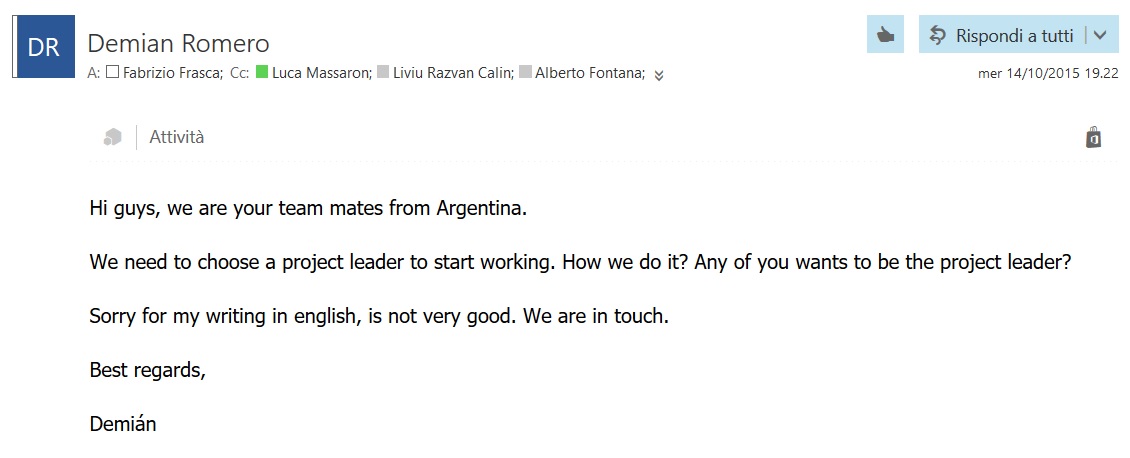 DR
Demian Romero
Rispondi a tutti
A: Fabrizio Frasca; Cc: Luca Massaron; Liviu Razvan Calin; Alberto Fontana;
mer 14/10/2015 19.22
Attività
Hi guys, we are your team mates from Argentina.
We need to choose a project leader to start working. How we do it? Any of you wants to be the project leader?
Sorry for my writing in english, is not very good. We are in touch.
Best regards,
Demián